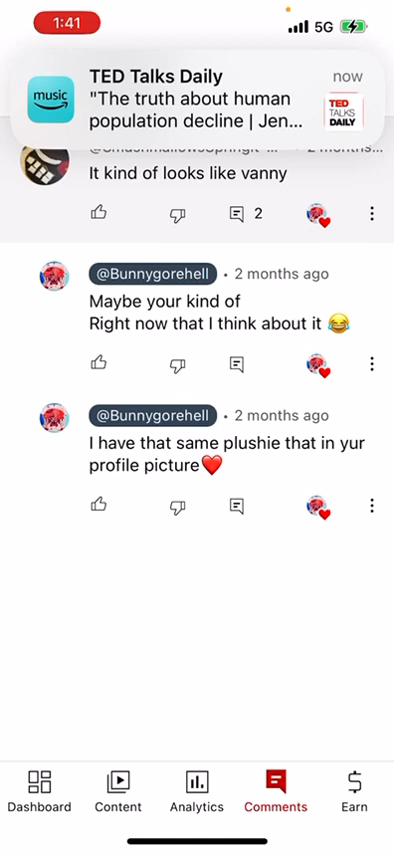 1:41
5G
music
TED Talks Daily
now
"The truth about human
population decline | Jen...
TED
TALKS
DAILY
It kind of looks like vanny
2
@Bunnygorehell • 2 months ago
Maybe your kind of
Right now that I think about it 😂
@Bunnygorehell • 2 months ago
I have that same plushie that in yur
profile picture❤️
Dashboard
Content
Analytics
Comments
Earn